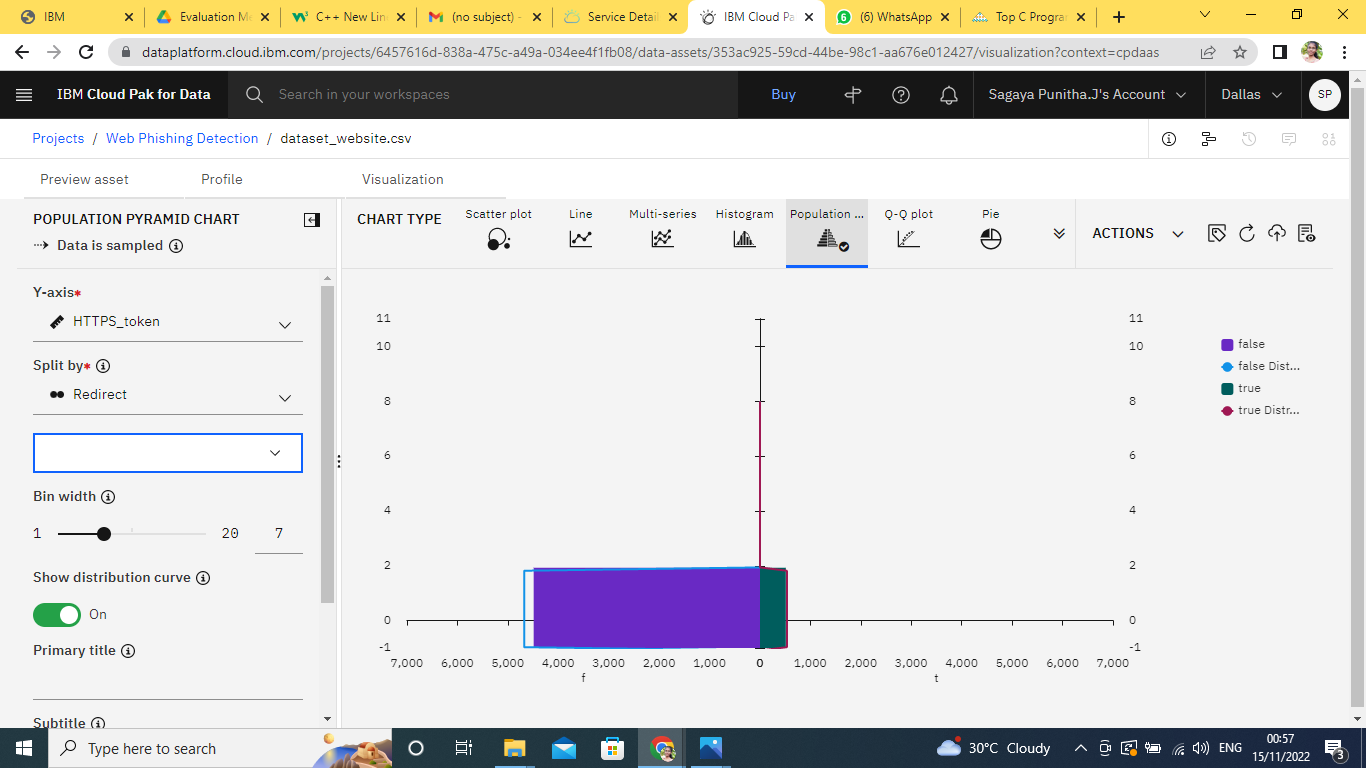 IBM
Evaluation Me
C++ New Lin
(no subject) -
Service Detail
IBM Cloud Pa
(6) WhatsApp
Top C Progra
dataplatform.cloud.ibm.com/projects/6457616d-838a-475c-a49a-034ee4f1fb08/data-assets/353ac925-59cd-44be-98c1-aa676e012427/visualization?context=cpdaas
IBM Cloud Pak for Data
Search in your workspaces
Buy
Sagaya Punitha.J's Account
Dallas
SP
Projects / Web Phishing Detection / dataset_website.csv
Preview asset
Profile
Visualization
POPULATION PYRAMID CHART
Data is sampled
CHART TYPE
Scatter plot
Line
Multi-series
Histogram
Population ...
Q-Q plot
Pie
ACTIONS
Y-axis*
HTTPS_token
Split by*
Redirect
Bin width
1
20
7
Show distribution curve
On
Primary title
Subtitle
11 11
10 10
8 8
6 6
4 4
2 2
0 0
-1 -1
7,000 6,000 5,000 4,000 3,000 2,000 1,000 0 1,000 2,000 3,000 4,000 5,000 6,000 7,000
f t
false
false Dist...
true
true Distr...
Type here to search
30°C Cloudy
ENG
00:57
15/11/2022
3